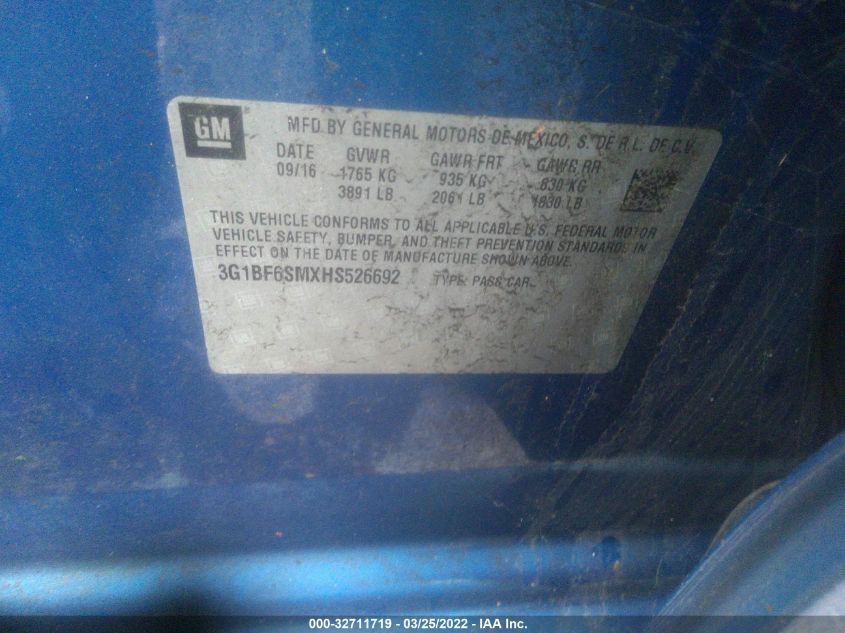 GM
MFD BY GENERAL MOTORS DE MEXICO, S. DE R.L. DE C.V.
DATE GVWR GAWR FRT GAWR RR
09/16 1765 KG 935 KG 830 KG
3891 LB 2061 LB 1830 LB
THIS VEHICLE CONFORMS TO ALL APPLICABLE U.S. FEDERAL MOTOR
VEHICLE SAFETY, BUMPER, AND THEFT PREVENTION STANDARDS IN
EFFECT ON THE DATE OF MANUFACTURE SHOWN ABOVE.
3G1BF6SMXHS526692 TYPE: PASS CAR
000-32711719 - 03/25/2022 - IAA Inc.